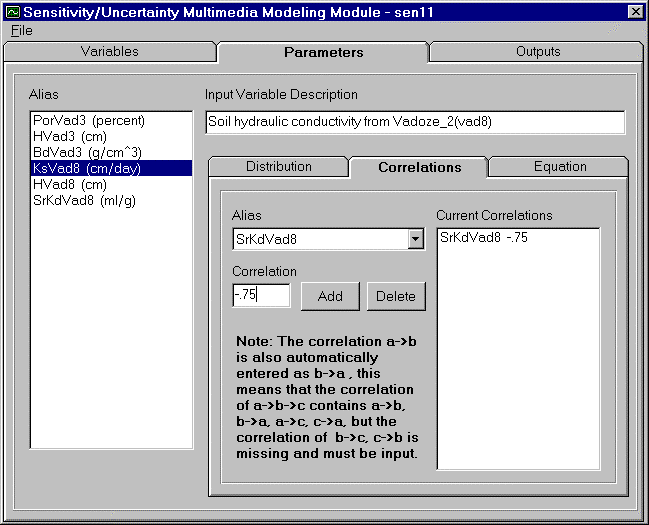 Sensitivity/Uncertainty Multimedia Modeling Module - sen11
File
Variables
Parameters
Outputs
Alias
PorVad3 (percent)
HVad3 (cm)
BdVad3 (g/cm^3)
KsVad8 (cm/day)
HVad8 (cm)
SrKdVad8 (ml/g)
Input Variable Description
Soil hydraulic conductivity from Vadoze_2(vad8)
Distribution
Correlations
Equation
Alias
SrKdVad8
Correlation
-.75
Add
Delete
Note: The correlation a->b
is also automatically
entered as b->a , this
means that the correlation
of a->b->c contains a->b,
b->a, a->c, c->a, but the
correlation of b->c, c->b is
missing and must be input.
Current Correlations
SrKdVad8 -.75